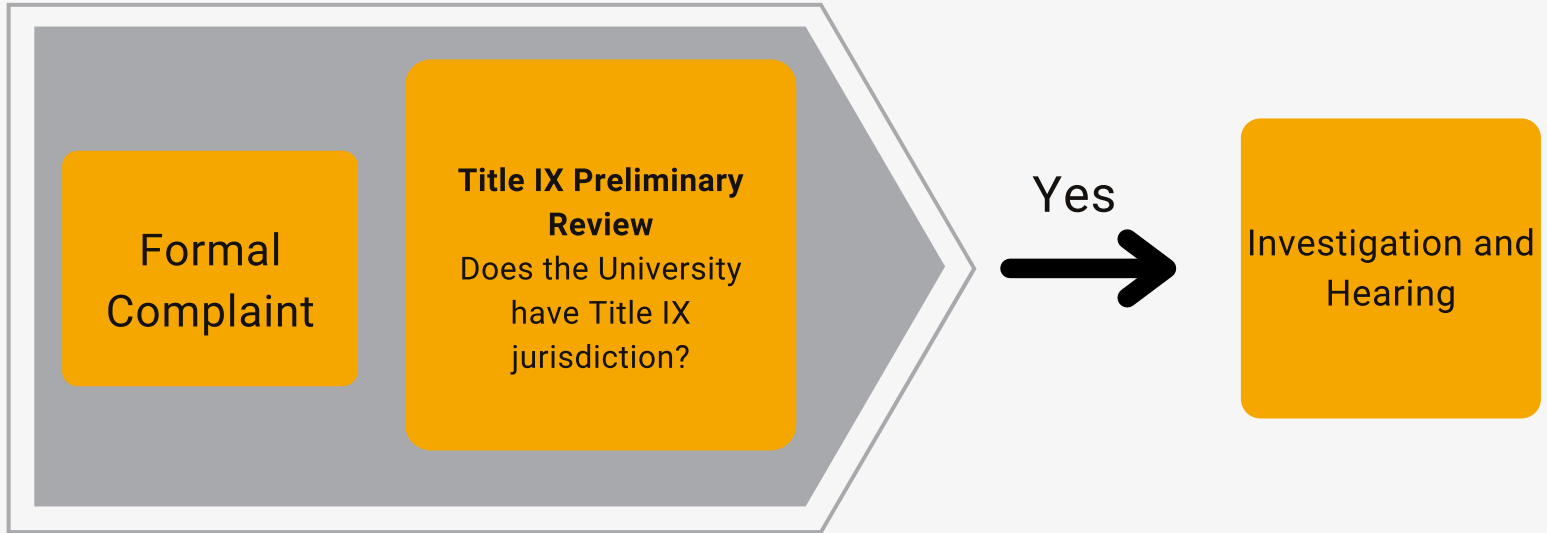 Formal
Complaint
Title IX Preliminary
Review
Does the University
have Title IX
jurisdiction?
Yes
Investigation and
Hearing